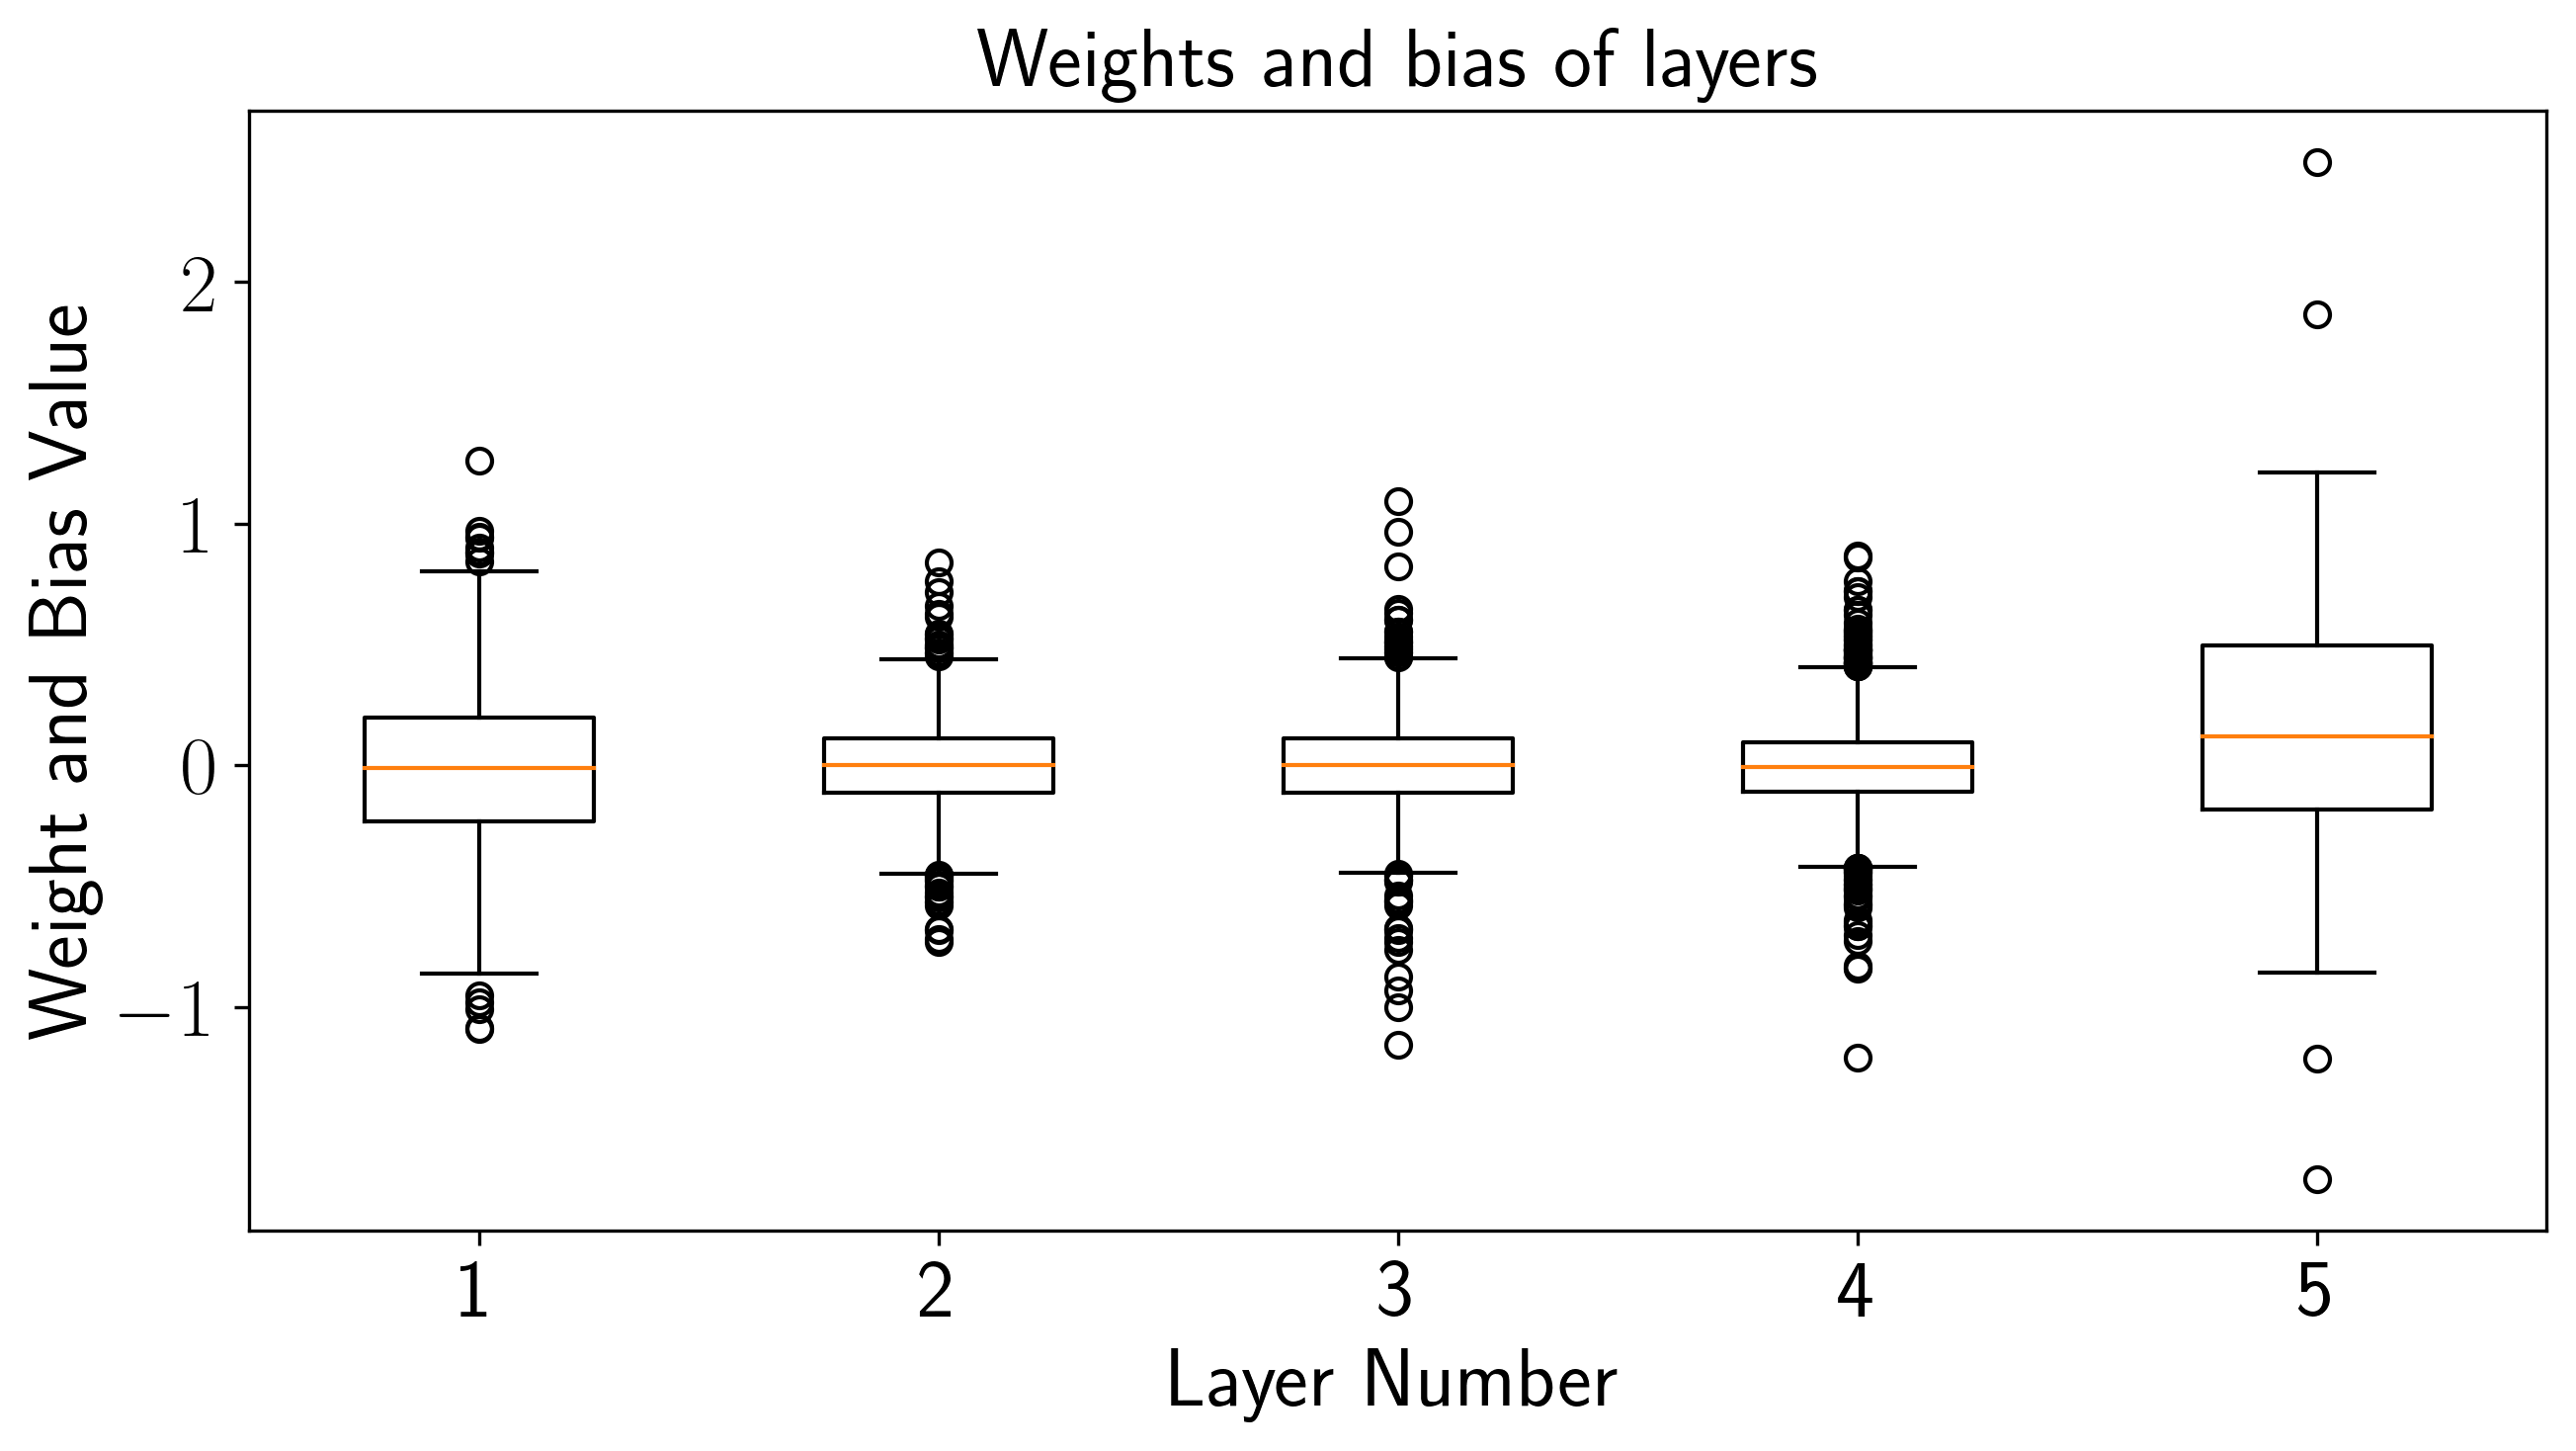 Weights and bias of layers
Weight and Bias Value
2
1
0
−1
1 2 3 4 5
Layer Number